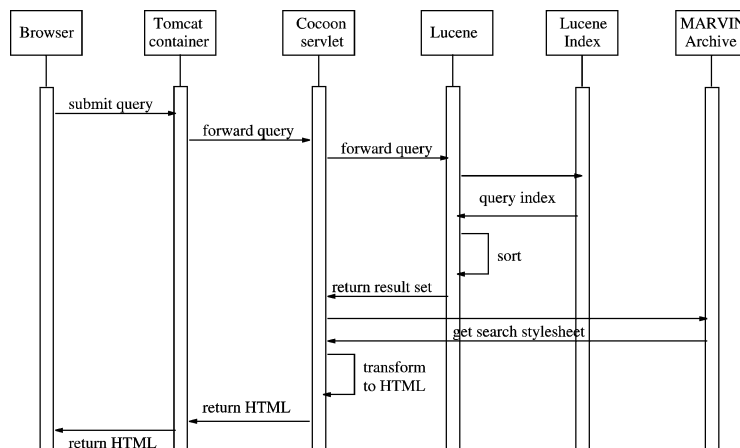 Browser
Tomcat
container
Cocoon
servlet
Lucene
Lucene
Index
MARVIN
Archive
submit query
forward query
forward query
query index
sort
return result set
get search stylesheet
transform
to HTML
return HTML
return HTML